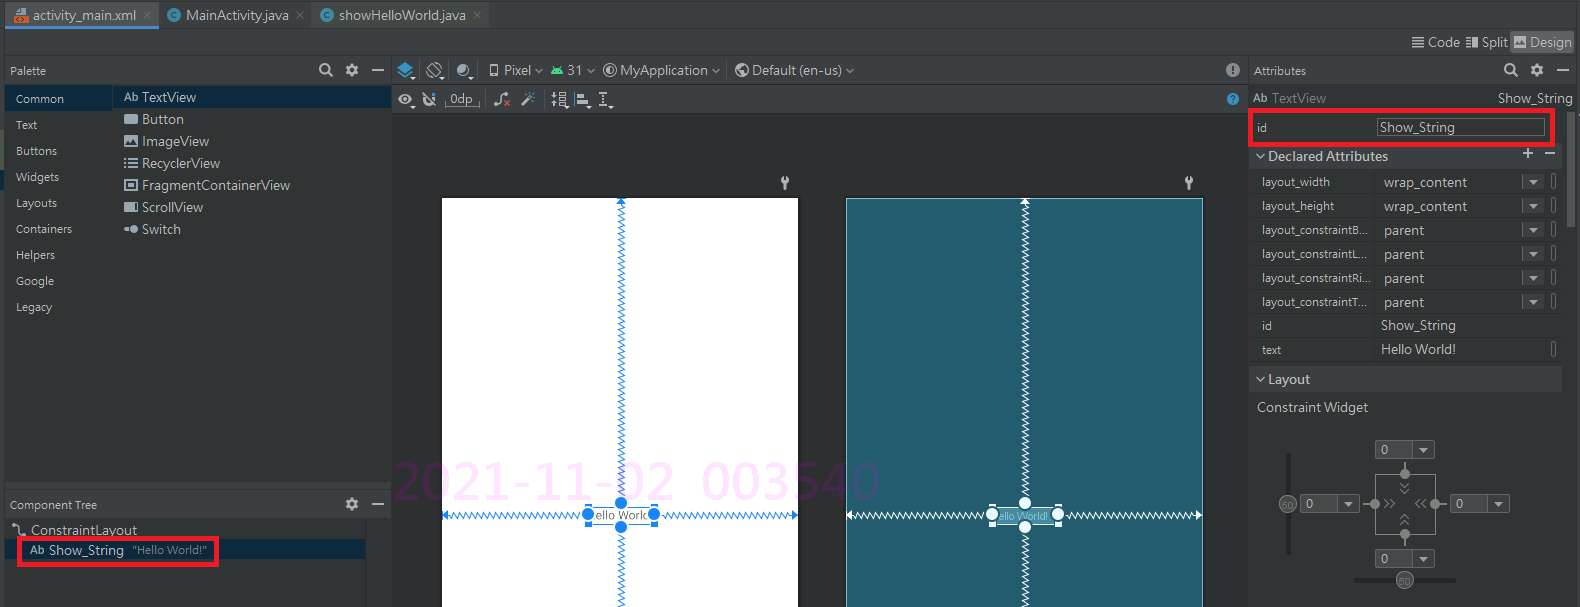 activity_main.xml MainActivity.java showHelloWorld.java
Code Split Design
Palette
Pixel 31 MyApplication Default (en-us)
Attributes
Common
Text
Buttons
Widgets
Layouts
Containers
Helpers
Google
Legacy
Ab TextView
Button
ImageView
RecyclerView
FragmentContainerView
ScrollView
Switch
0dp
Ab TextView Show_String
id Show_String
Declared Attributes
layout_width wrap_content
layout_height wrap_content
layout_constraintB... parent
layout_constraintL... parent
layout_constraintRi... parent
layout_constraintT... parent
id Show_String
text Hello World!
Layout
Constraint Widget
0
50 0 0
0
50
2021-11-02 003540
ello World
ello World!
Component Tree
ConstraintLayout
Ab Show_String "Hello World!"